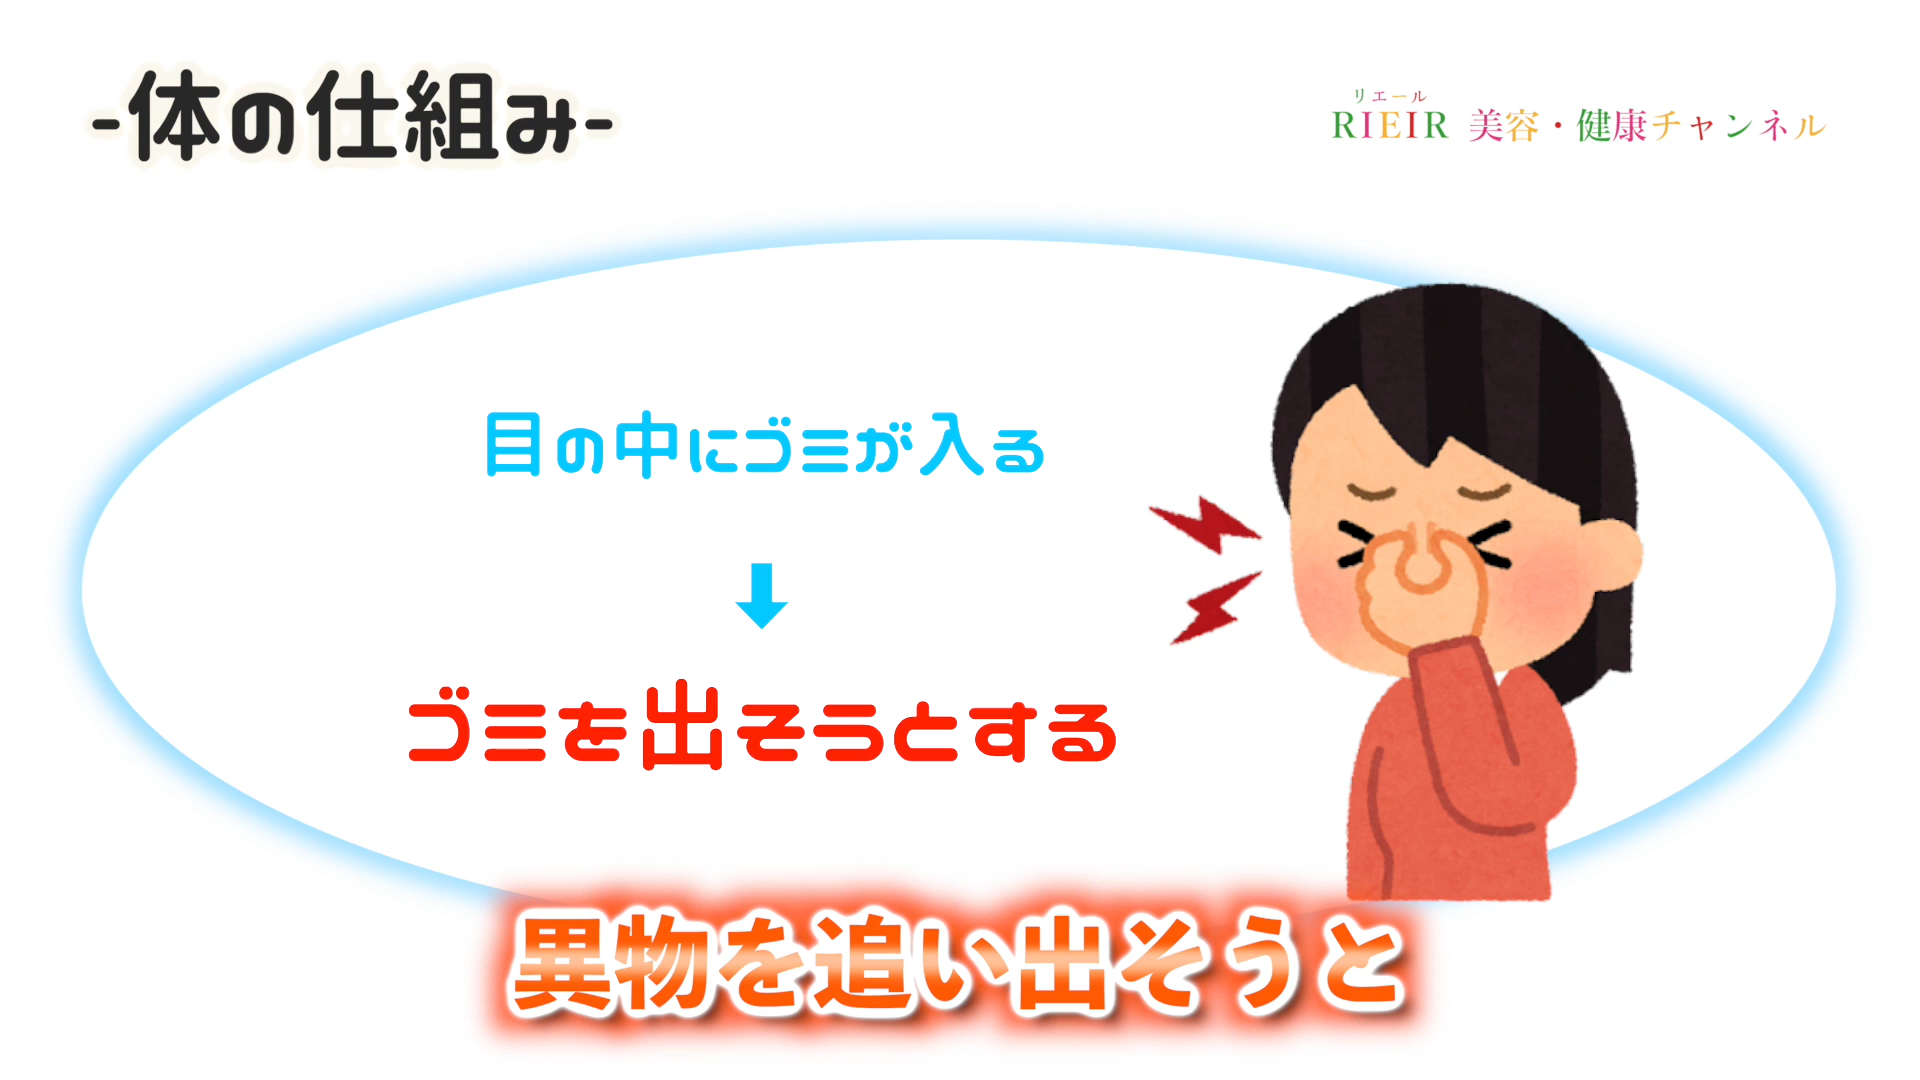 -体の仕組み-
リエール
RIEIR 美容・健康チャンネル
目の中にゴミが入る
ゴミを出そうとする
異物を追い出そうと